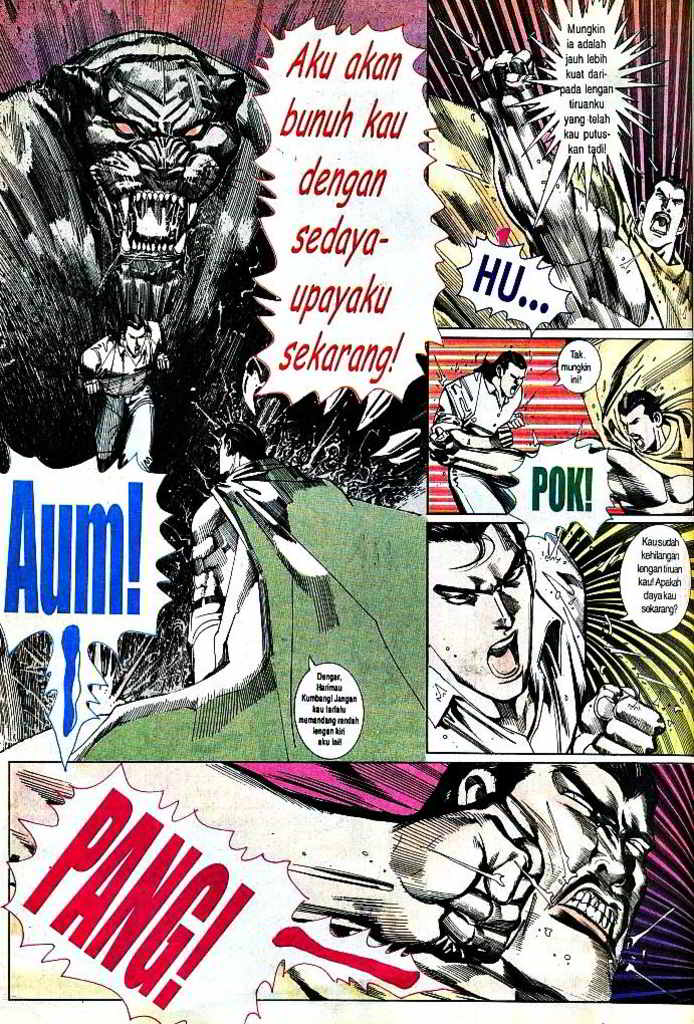 Aku akan
bunuh kau
dengan
sedaya-
upayaku
sekarang!
Aum!
Dengar,
Harimau
Kumbang! Jangan
kau terlalu
memandang rendah
lengan kiri
aku lai!
Mungkin
ia adalah
jauh lebih
kuat dari-
pada lengan
tiruanku
yang telah
kau putus-
kan tadi!
HU...
Tak
mungkin
ini!
POK!
Kau sudah
kehilangan
lengan tiruan
kau! Apakah
daya kau
sekarang?
PANG!